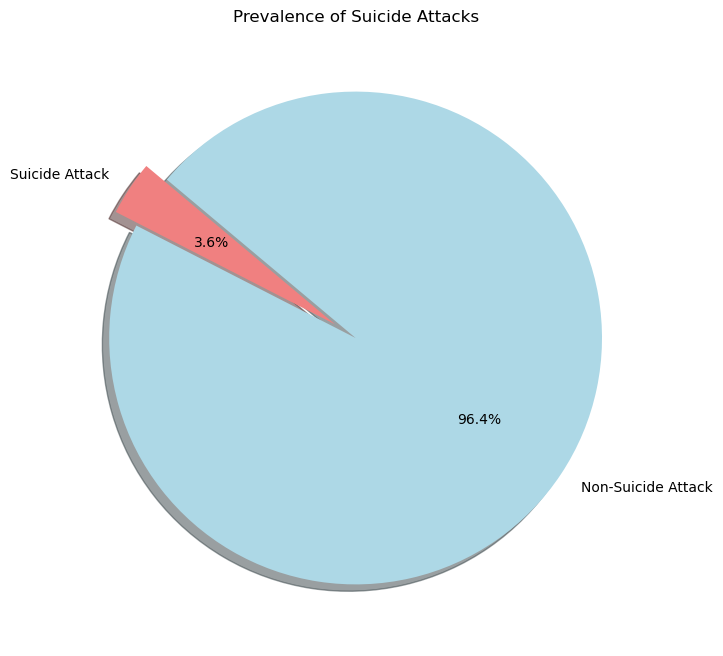 Prevalence of Suicide Attacks
Suicide Attack
3.6%
96.4%
Non-Suicide Attack